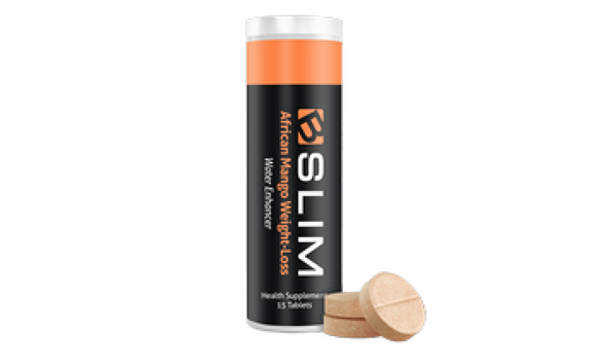 B SLIM
African Mango Weight-Loss
Water Enhancer
Health Supplement
15 Tablets